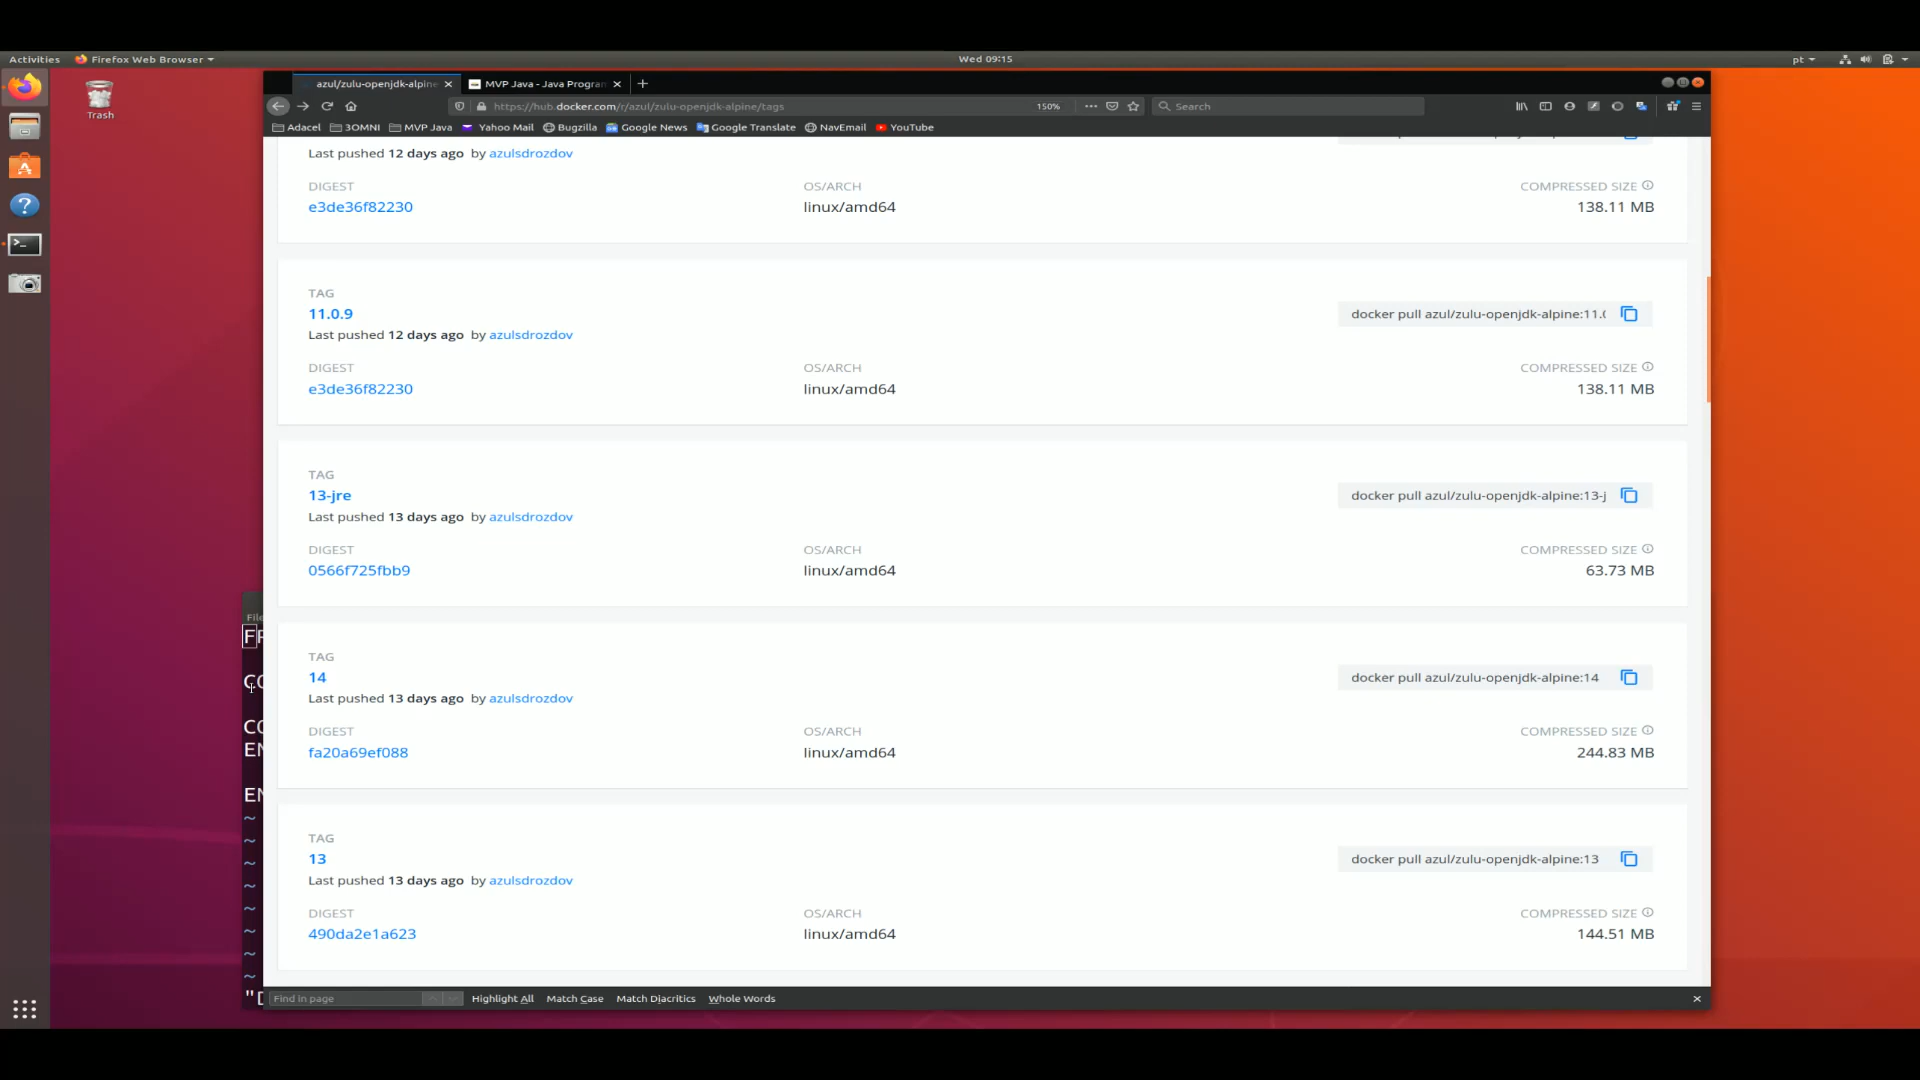 Activities
Firefox Web Browser
Wed 09:15
pt
Trash
azul/zulu-openjdk-alpine
MVP Java - Java Program
https://hub.docker.com/r/azul/zulu-openjdk-alpine/tags
150%
Search
Adacel
3OMNI
MVP Java
Yahoo Mail
Bugzilla
Google News
Google Translate
NavEmail
YouTube
Last pushed 12 days ago by azulsdrozdov
DIGEST
OS/ARCH
COMPRESSED SIZE
e3de36f82230
linux/amd64
138.11 MB
TAG
11.0.9
docker pull azul/zulu-openjdk-alpine:11.0
Last pushed 12 days ago by azulsdrozdov
DIGEST
OS/ARCH
COMPRESSED SIZE
e3de36f82230
linux/amd64
138.11 MB
TAG
13-jre
docker pull azul/zulu-openjdk-alpine:13-j
Last pushed 13 days ago by azulsdrozdov
DIGEST
OS/ARCH
COMPRESSED SIZE
0566f725fbb9
linux/amd64
63.73 MB
TAG
14
docker pull azul/zulu-openjdk-alpine:14
Last pushed 13 days ago by azulsdrozdov
DIGEST
OS/ARCH
COMPRESSED SIZE
fa20a69ef088
linux/amd64
244.83 MB
TAG
13
docker pull azul/zulu-openjdk-alpine:13
Last pushed 13 days ago by azulsdrozdov
DIGEST
OS/ARCH
COMPRESSED SIZE
490da2e1a623
linux/amd64
144.51 MB
File
CO
CO
EN
EN
~
~
~
~
~
~
~
~
Find in page
Highlight All
Match Case
Match Diacritics
Whole Words